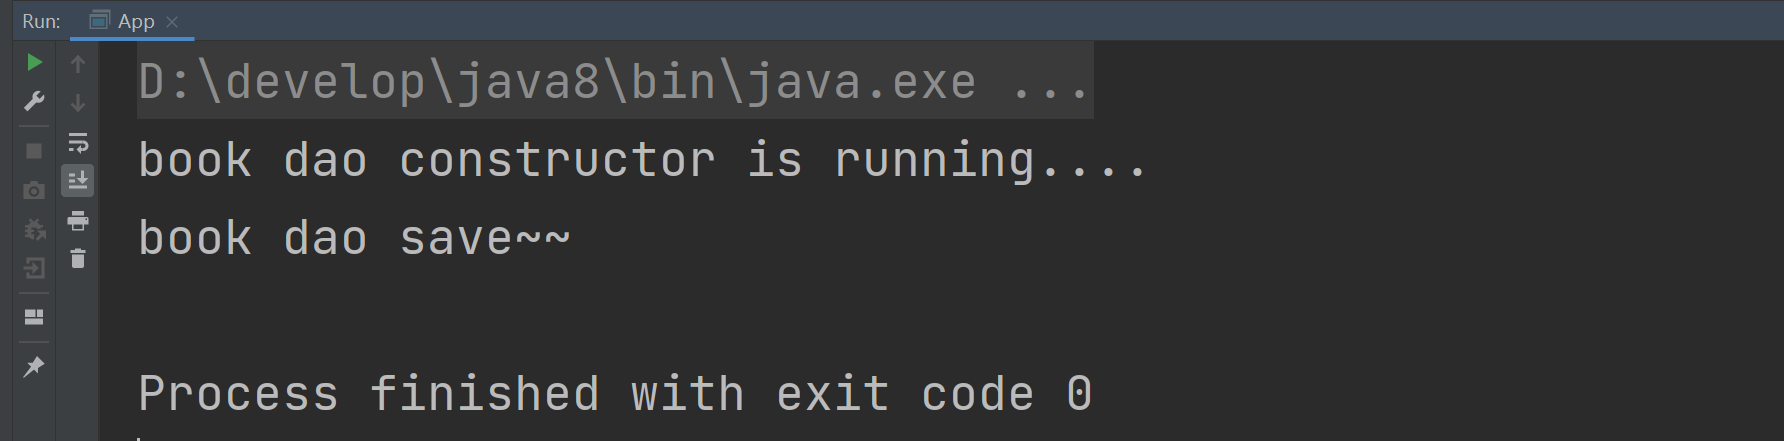 Run: App
D:\develop\java8\bin\java.exe ...
book dao constructor is running....
book dao save~~
Process finished with exit code 0